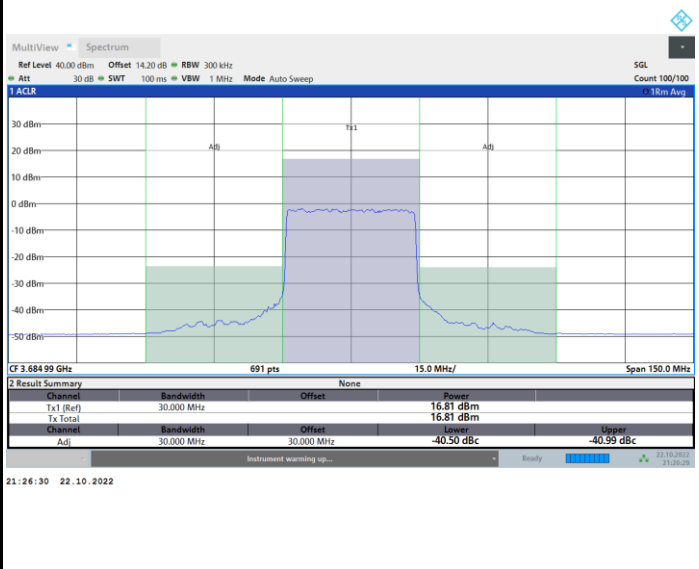 MultiView Spectrum
Ref Level 40.00 dBm Offset 14.20 dB RBW 300 kHz SGL
Att 30 dB SWT 100 ms VBW 1 MHz Mode Auto Sweep Count 100/100
1 ACLR 1Rm Avg
30 dBm
Tx1
20 dBm
Adj Adj
10 dBm
0 dBm
-10 dBm
-20 dBm
-30 dBm
-40 dBm
-50 dBm
CF 3.684 99 GHz 691 pts 15.0 MHz/ Span 150.0 MHz
2 Result Summary None
Channel Bandwidth Offset Power
Tx1 (Ref) 30.000 MHz 16.81 dBm
Tx Total 16.81 dBm
Channel Bandwidth Offset Lower Upper
Adj 30.000 MHz 30.000 MHz -40.50 dBc -40.99 dBc
Instrument warming up... Ready 22.10.2022
21:26:29
21:26:30 22.10.2022